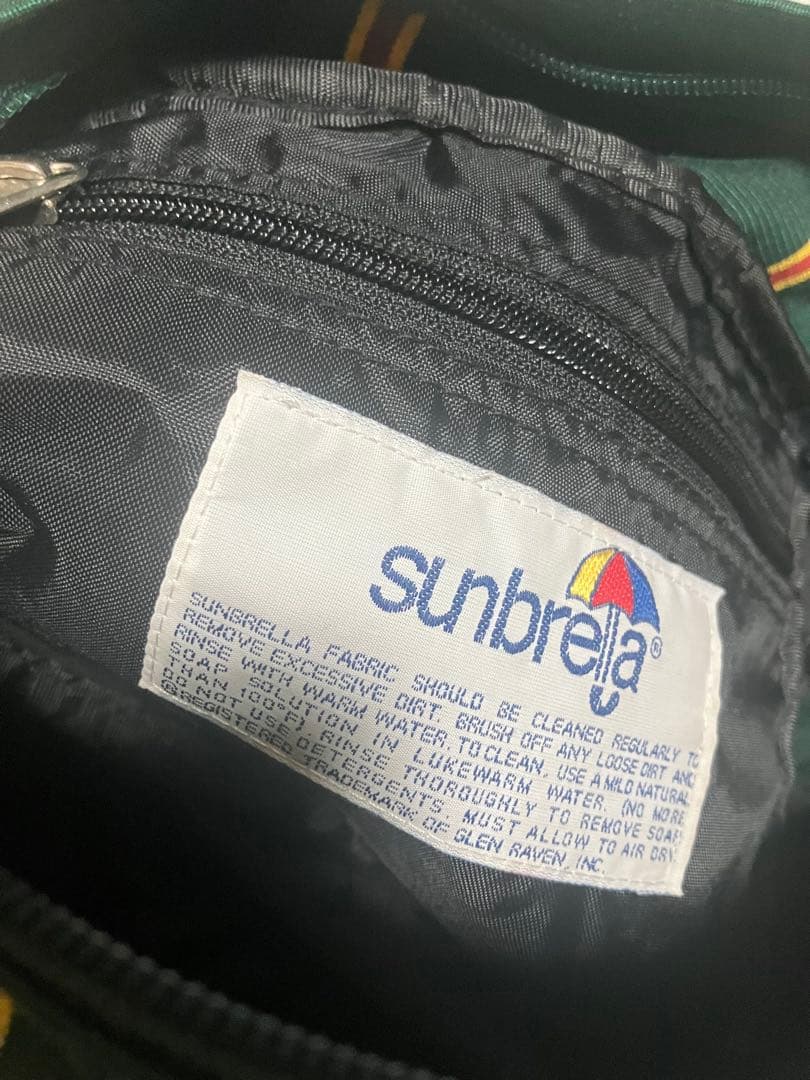 sunbrella®
SUNBRELLA FABRIC SHOULD BE CLEANED REGULARLY TO
REMOVE EXCESSIVE DIRT. BRUSH OFF ANY LOOSE DIRT AND
RINSE WITH WARM WATER. TO CLEAN, USE A MILD NATURAL
SOAP SOLUTION IN LUKEWARM WATER. (NO MORE
THAN 100°F) RINSE THOROUGHLY TO REMOVE SOAP.
DO NOT USE DETERGENTS MUST ALLOW TO AIR DRY.
®REGISTERED TRADEMARK OF GLEN RAVEN, INC.